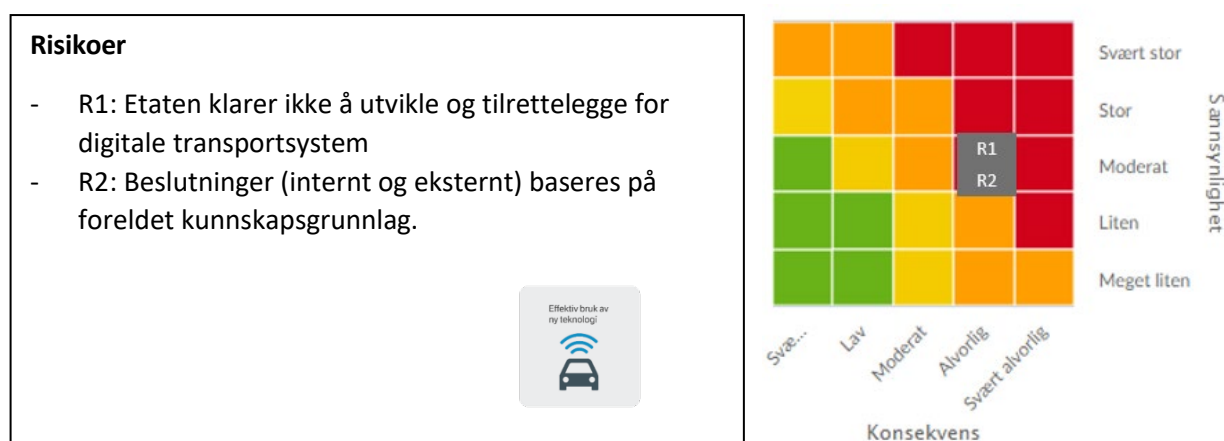 Risikoer
- R1: Etaten klarer ikke å utvikle og tilrettelegge for
digitale transportsystem
- R2: Beslutninger (internt og eksternt) baseres på
foreldet kunnskapsgrunnlag.
Effektiv bruk av
ny teknologi
Svært stor
Stor
Moderat
Liten
Meget liten
Sannsynlighet
R1
R2
Svæ...
Lav
Moderat
Alvorlig
Svært alvorlig
Konsekvens